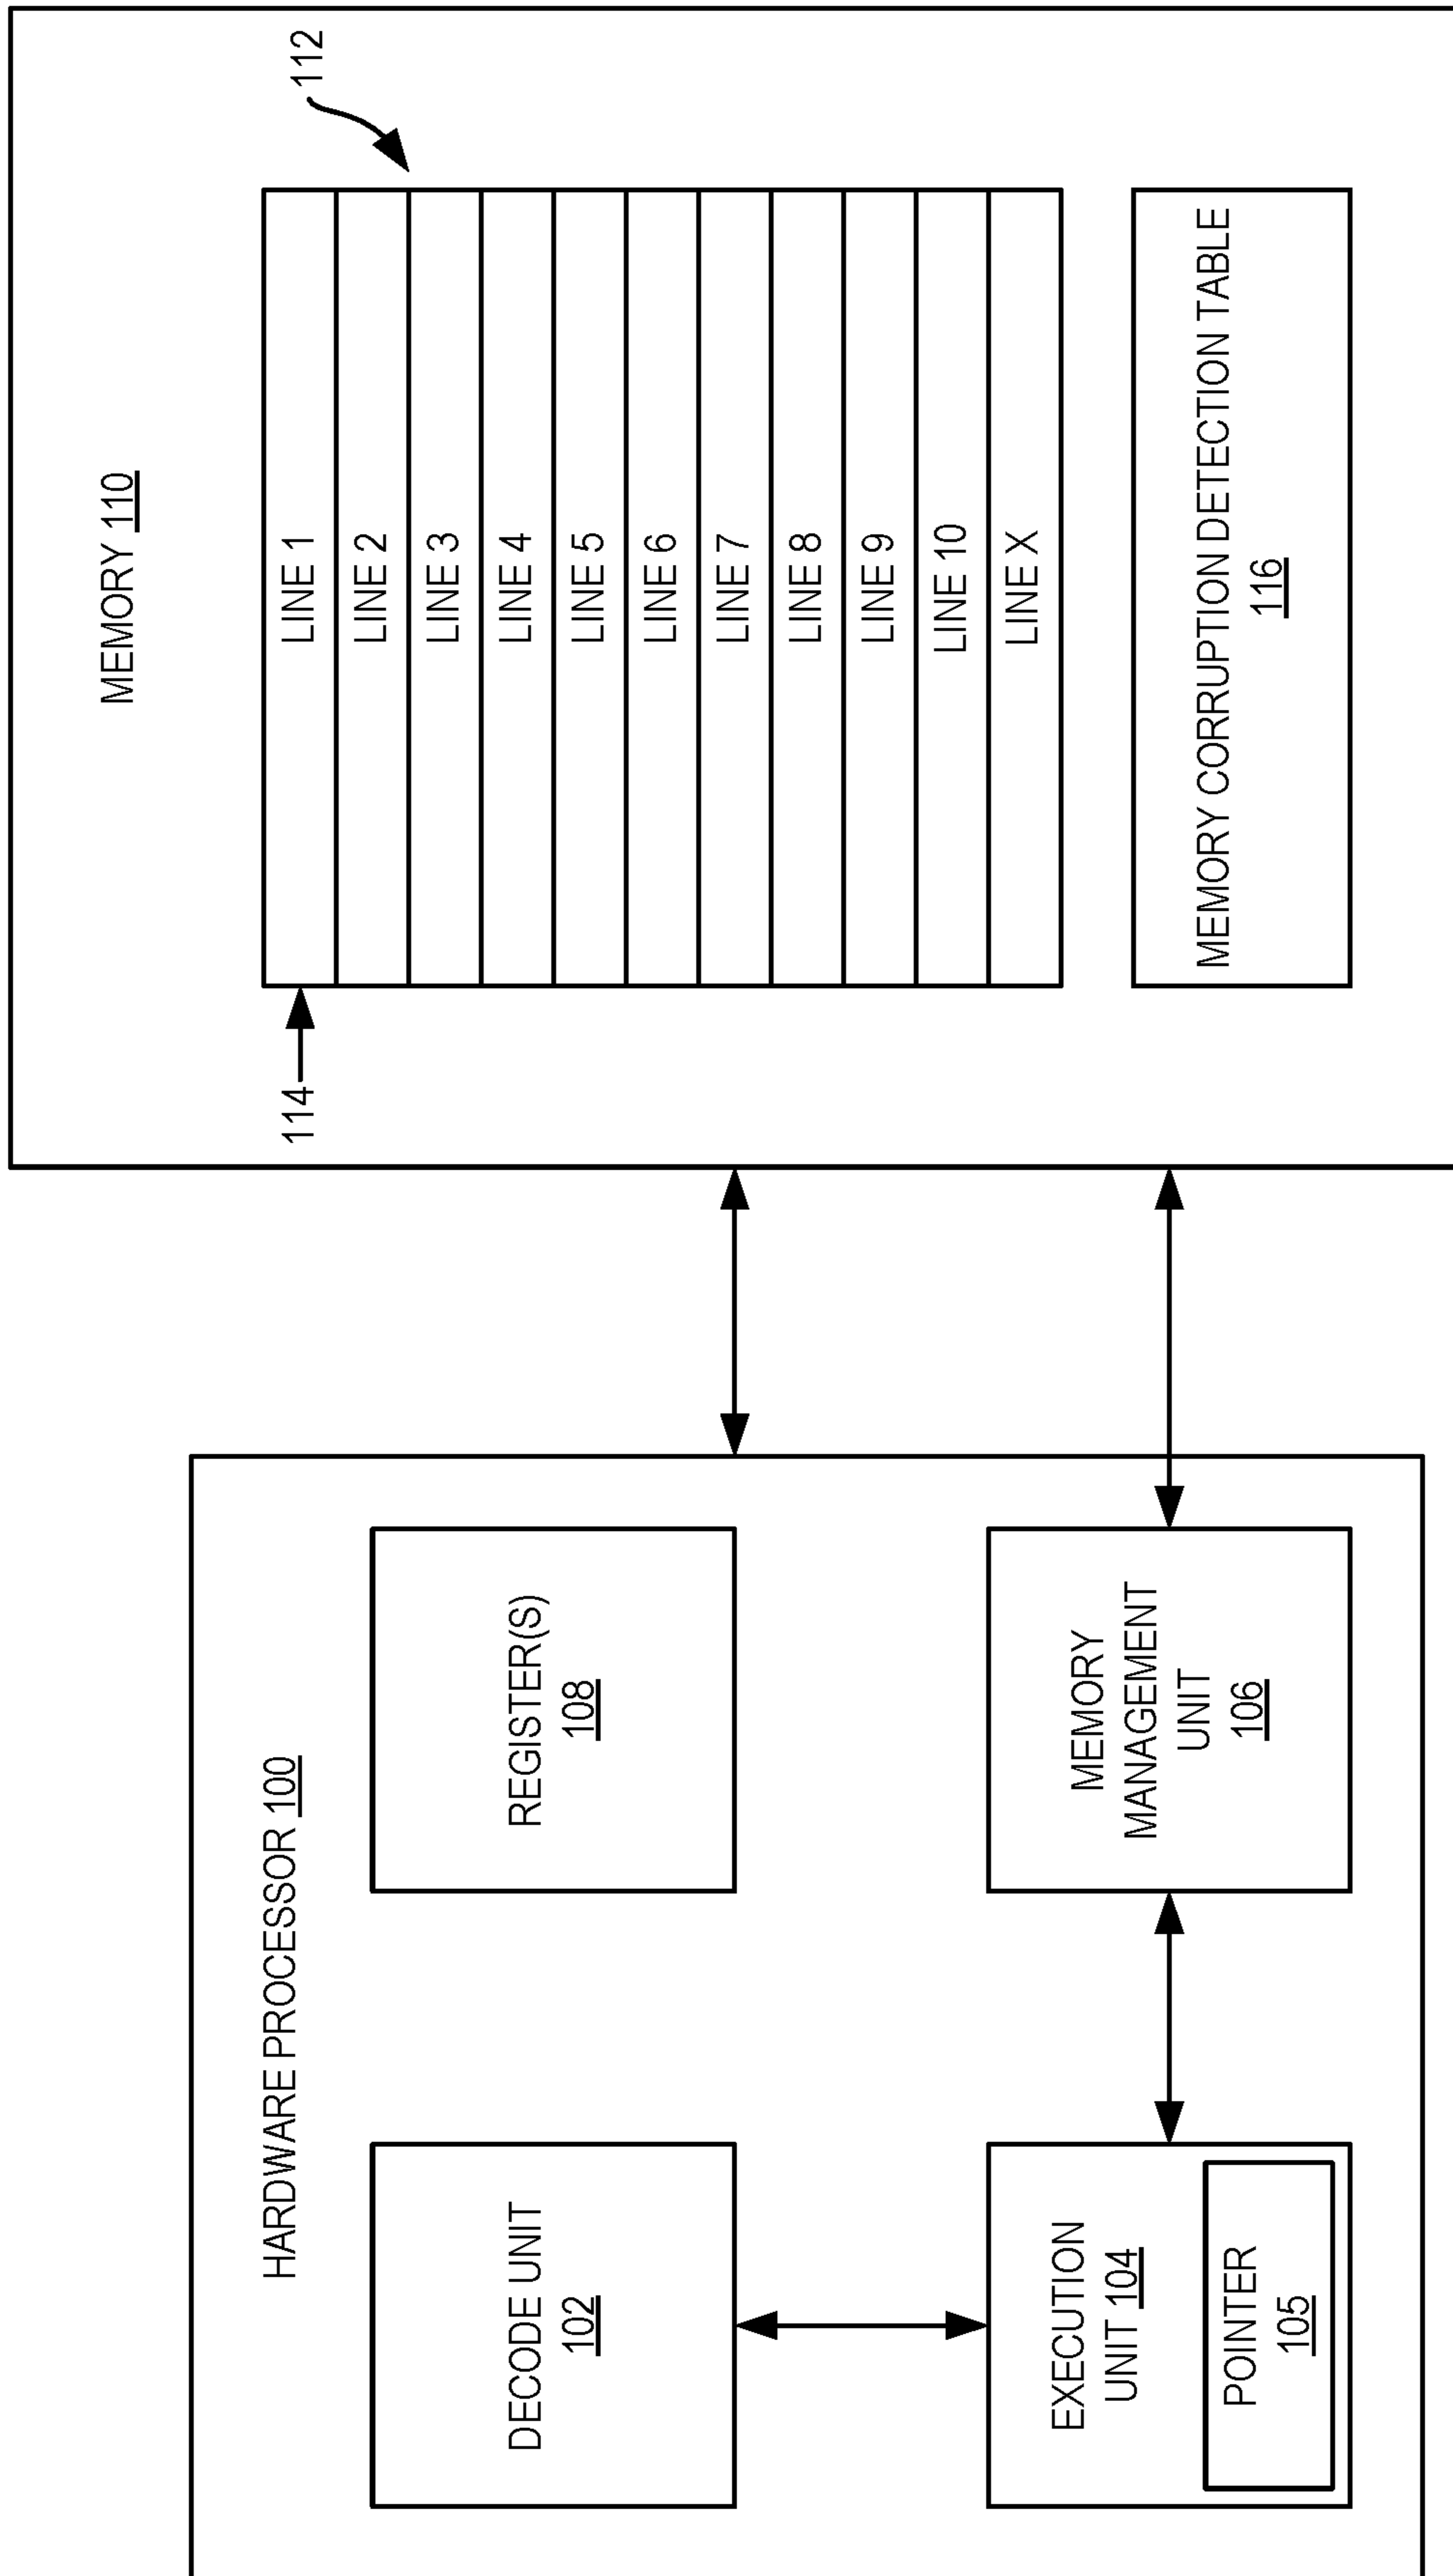 HARDWARE PROCESSOR 100
DECODE UNIT
102
REGISTER(S)
108
EXECUTION
UNIT 104
POINTER
105
MEMORY
MANAGEMENT
UNIT
106
MEMORY 110
112
114
LINE 1
LINE 2
LINE 3
LINE 4
LINE 5
LINE 6
LINE 7
LINE 8
LINE 9
LINE 10
LINE X
MEMORY CORRUPTION DETECTION TABLE
116